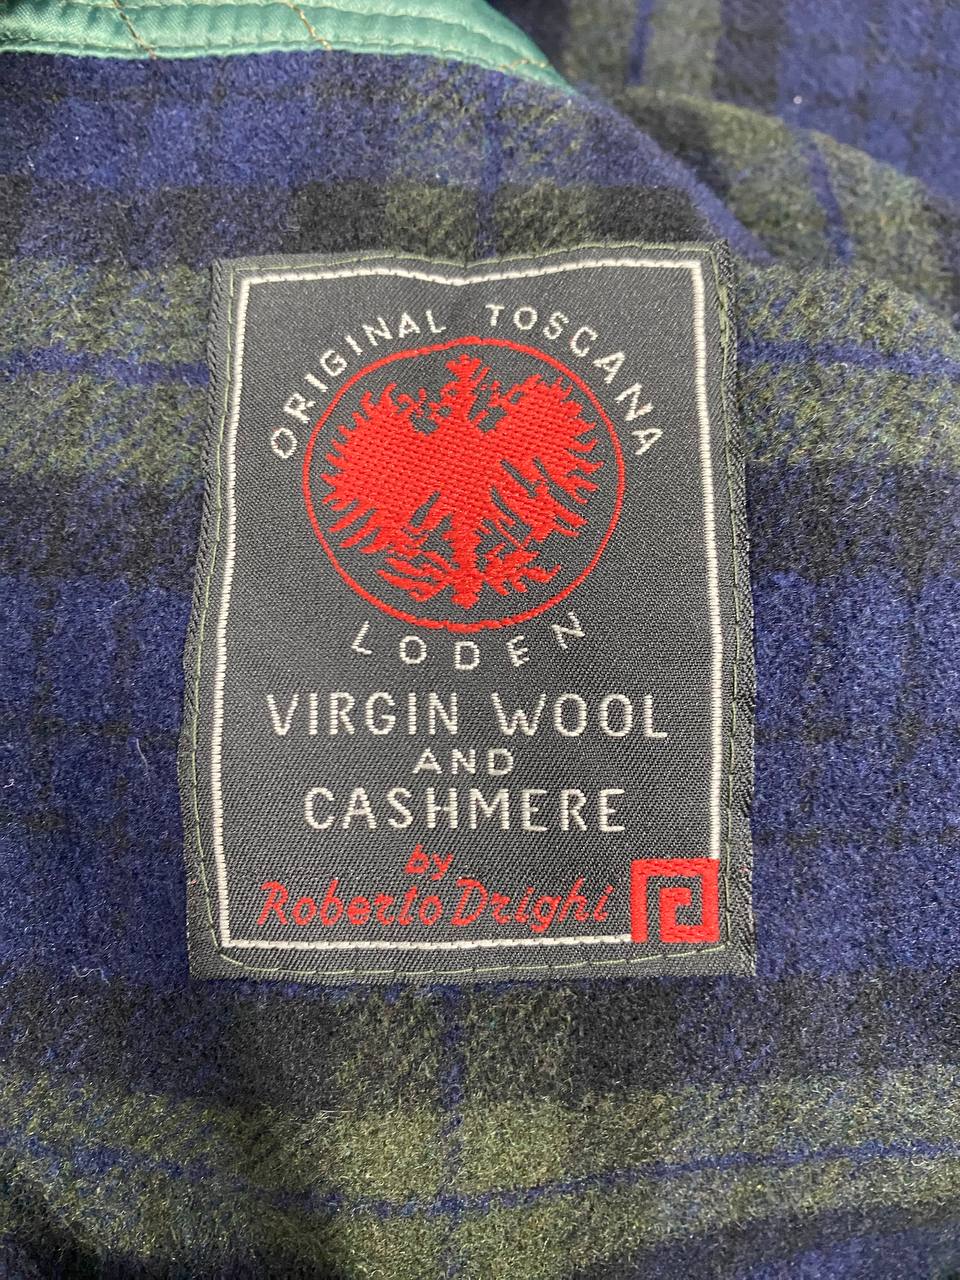 ORIGINAL TOSCANA
LODEN
VIRGIN WOOL
AND
CASHMERE
by
Roberto Drighi